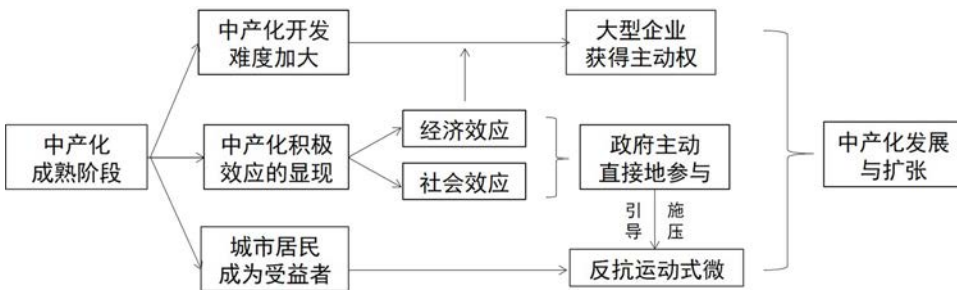 中产化开发
难度加大
大型企业
获得主动权
中产化
成熟阶段
中产化积极
效应的显现
经济效应
社会效应
政府主动
直接地参与
中产化发展
与扩张
引导
施压
城市居民
成为受益者
反抗运动式微